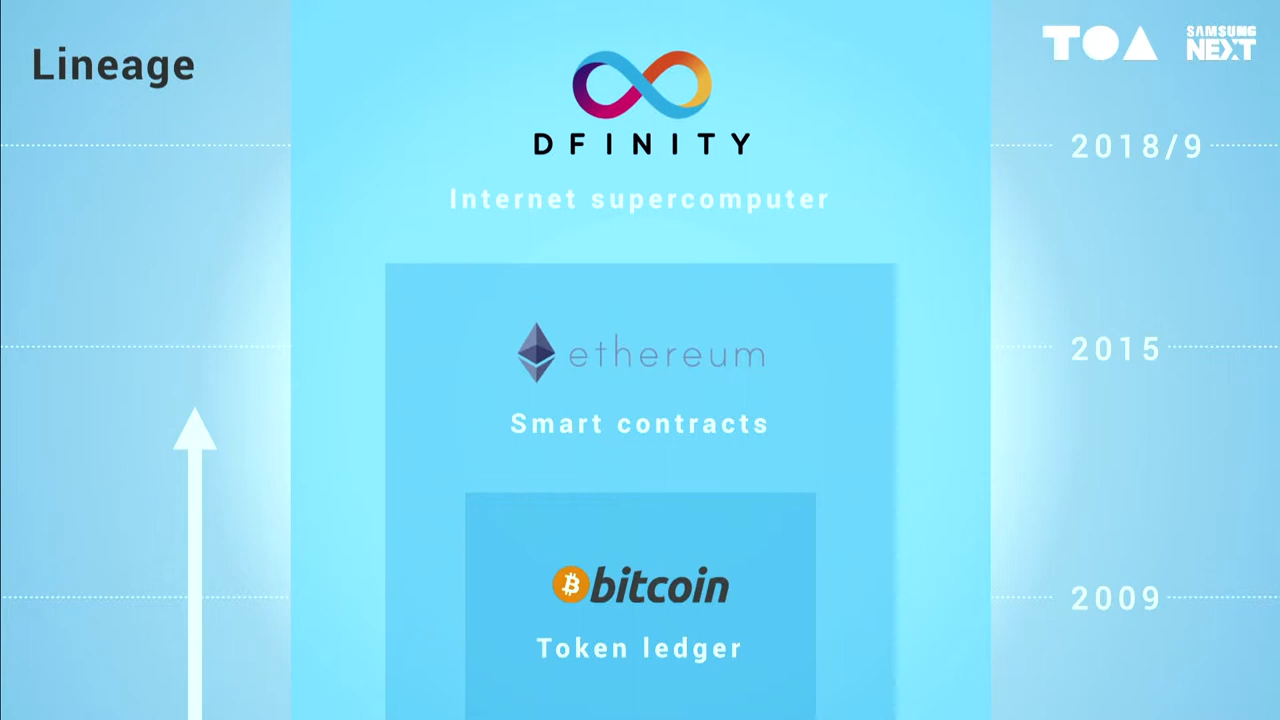 Lineage
TOA
SAMSUNG
NEXT
DFINITY
2018/9
Internet supercomputer
ethereum
2015
Smart contracts
bitcoin
2009
Token ledger